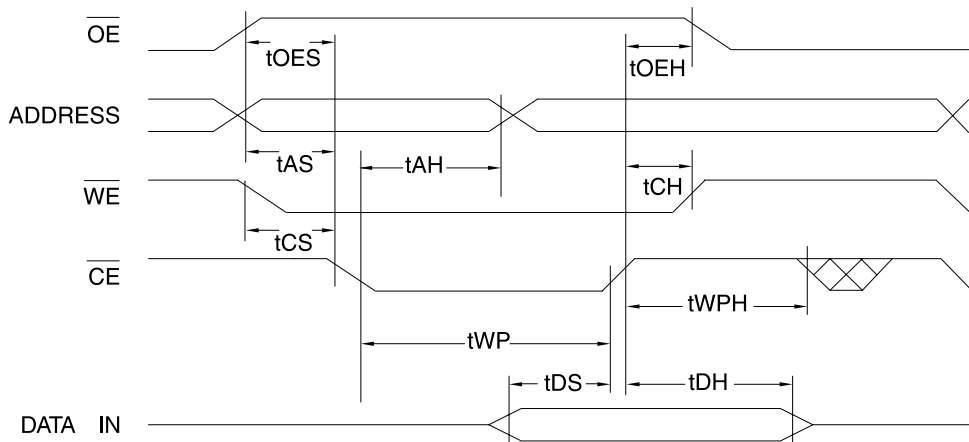 OE
tOES
tOEH
ADDRESS
tAS
tAH
tCH
WE
tCS
CE
tWPH
tWP
tDS
tDH
DATA IN